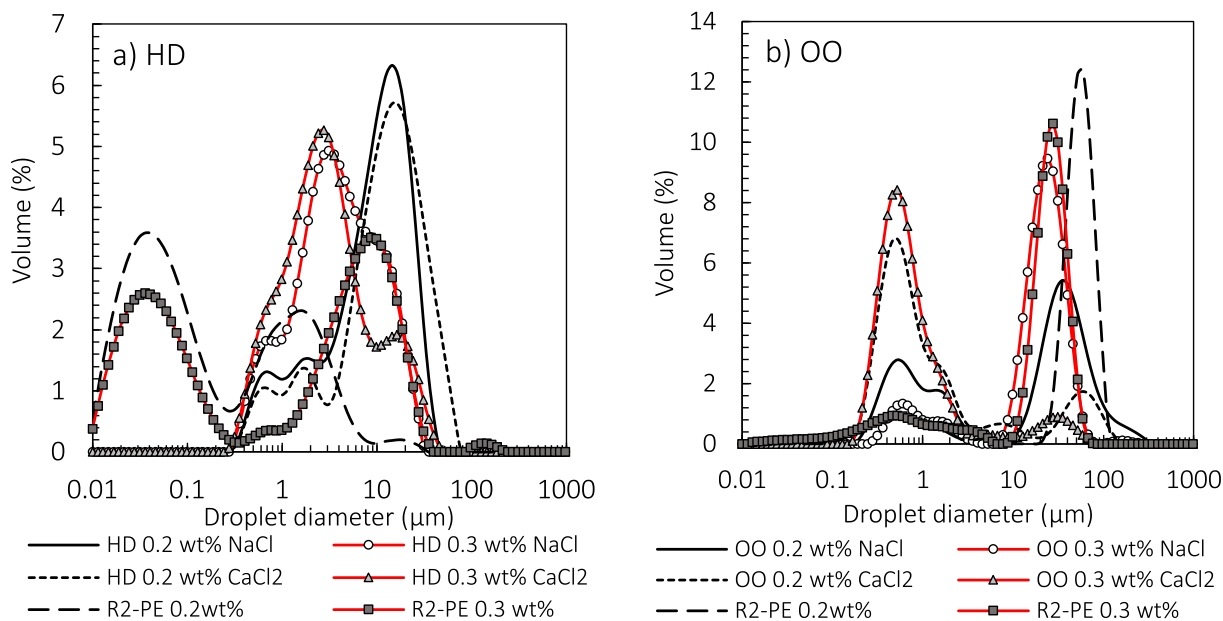 a) HD
7
6
5
4
3
2
1
0
Volume (%)
0.01 0.1 1 10 100 1000
Droplet diameter (µm)
HD 0.2 wt% NaCl
HD 0.3 wt% NaCl
HD 0.2 wt% CaCl2
HD 0.3 wt% CaCl2
R2-PE 0.2wt%
R2-PE 0.3 wt%
b) OO
14
12
10
8
6
4
2
0
Volume (%)
0.01 0.1 1 10 100 1000
Droplet diameter (µm)
OO 0.2 wt% NaCl
OO 0.3 wt% NaCl
OO 0.2 wt% CaCl2
OO 0.3 wt% CaCl2
R2-PE 0.2wt%
R2-PE 0.3 wt%